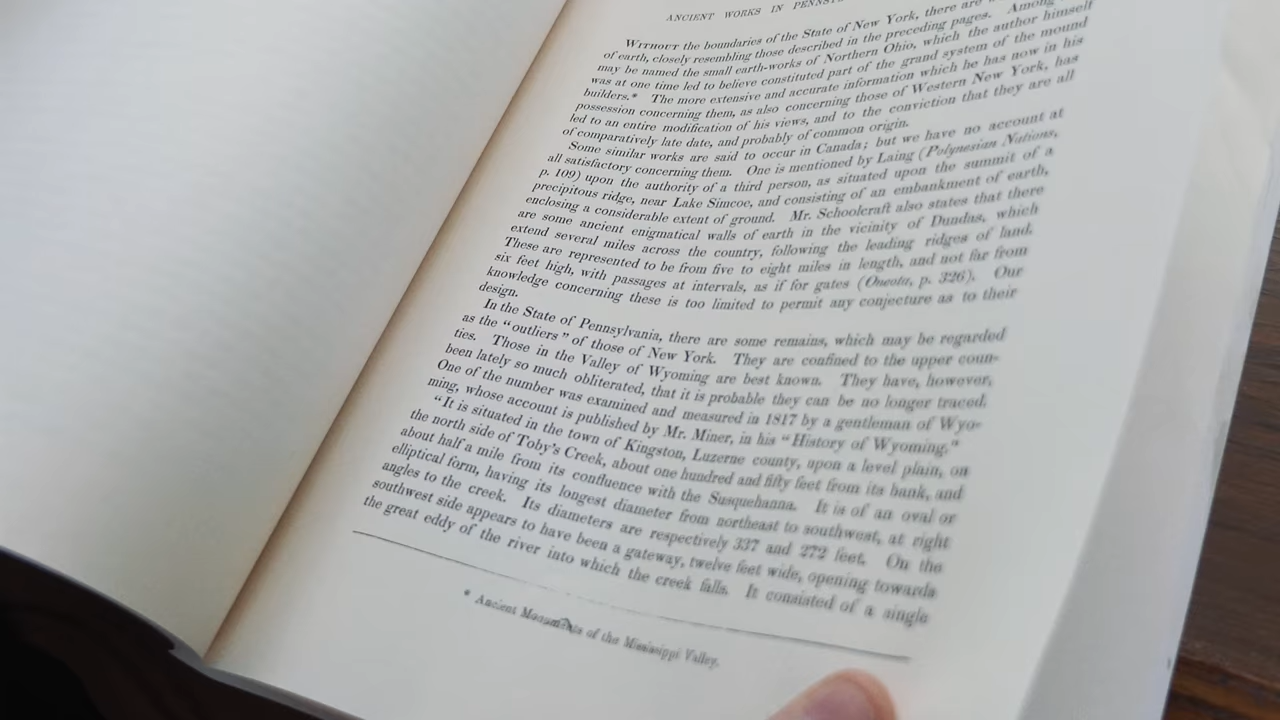 ANCIENT WORKS IN
WITHOUT the boundaries of the State of New York, there are
of earth, closely resembling those described in the preceding pages. Among
may be named the small earth-works of Northern Ohio, which the author himself
was at one time led to believe constituted part of the grand system of the mound
builders.* The more extensive and accurate information which he has now in his
possession concerning them, as also concerning those of Western New York, has
led to an entire modification of his views, and to the conviction that they are all
of comparatively late date, and probably of common origin.
Some similar works are said to occur in Canada; but we have no account at
all satisfactory concerning them. One is mentioned by Laing (Polynesian Nations,
p. 109) upon the authority of a third person, as situated upon the summit of a
precipitous ridge, near Lake Simcoe, and consisting of an embankment of earth,
enclosing a considerable extent of ground. Mr. Schoolcraft also states that there
are some ancient enigmatical walls of earth in the vicinity of Dundas, which
extend several miles across the country, following the leading ridges of land.
These are represented to be from five to eight miles in length, and not far from
six feet high, with passages at intervals, as if for gates (Oneota, p. 326). Our
knowledge concerning these is too limited to permit any conjecture as to their
design.
In the State of Pennsylvania, there are some remains, which may be regarded
as the "outliers" of those of New York. They are confined to the upper coun-
ties. Those in the Valley of Wyoming are best known. They have, however,
been lately so much obliterated, that it is probable they can be no longer traced.
One of the number was examined and measured in 1817 by a gentleman of Wyo-
ming, whose account is published by Mr. Miner, in his "History of Wyoming."
"It is situated in the town of Kingston, Luzerne county, upon a level plain, on
the north side of Toby's Creek, about one hundred and fifty feet from its bank, and
about half a mile from its confluence with the Susquehanna. It is of an oval or
elliptical form, having its longest diameter from northeast to southwest, at right
angles to the creek. Its diameters are respectively 337 and 272 feet. On the
southwest side appears to have been a gateway, twelve feet wide, opening towards
the great eddy of the river into which the creek falls. It consisted of a single
* Ancient Monuments of the Mississippi Valley.